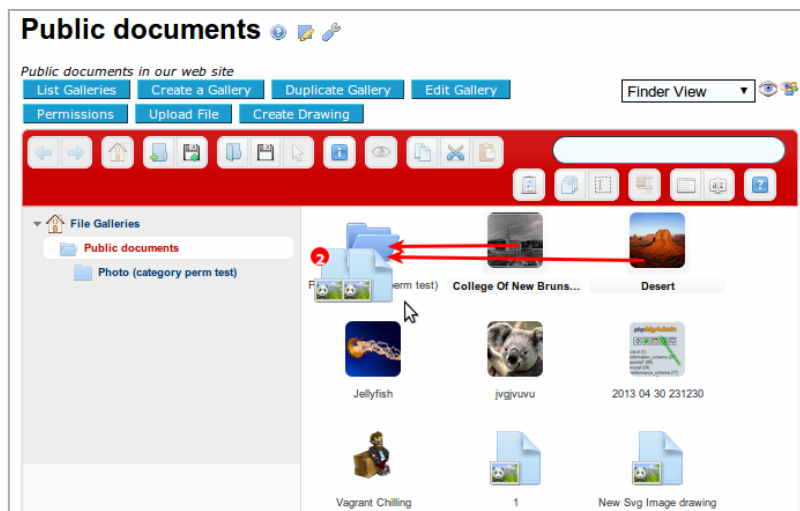 Public documents
Public documents in our web site
List Galleries Create a Gallery Duplicate Gallery Edit Gallery
Finder View
Permissions Upload File Create Drawing
File Galleries
Public documents
Photo (category perm test)
2
erm test)
College Of New Bruns...
Desert
Jellyfish
jvgjvuvu
2013 04 30 231230
Vagrant Chilling
1
New Svg Image drawing